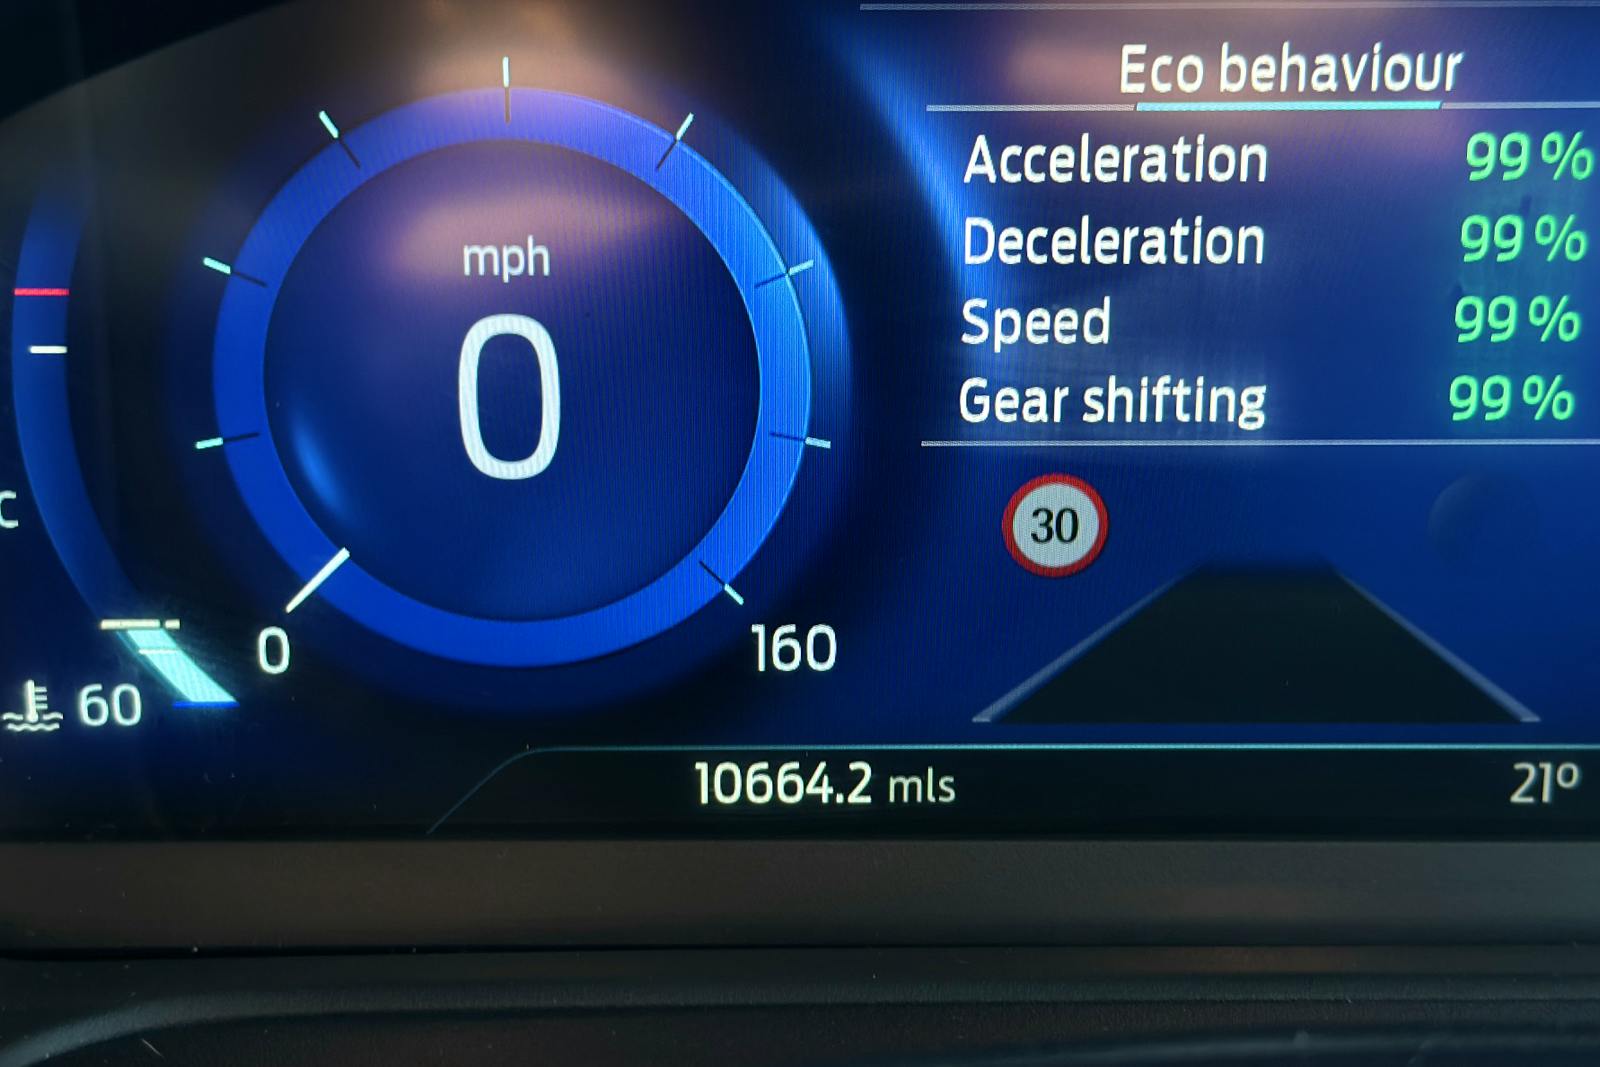 Eco behaviour
Acceleration 99 %
Deceleration 99 %
Speed 99 %
Gear shifting 99 %
mph
0
30
C
0
160
60
10664.2 mls
21°